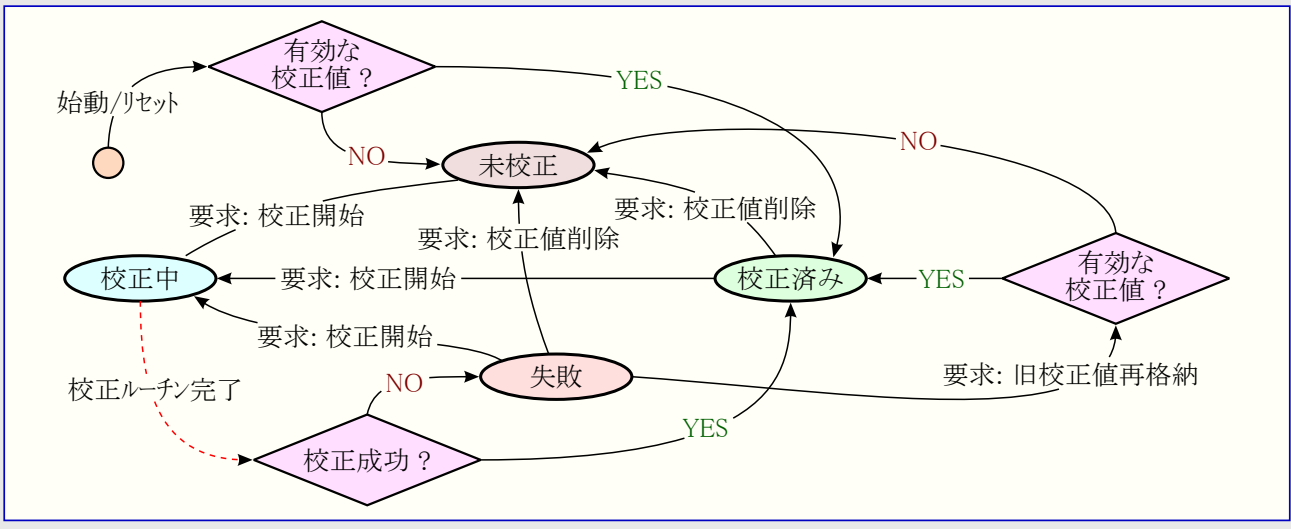 有効な
校正値？
YES
始動/リセット
NO
未校正
NO
要求: 校正開始
要求: 校正値削除
要求: 校正値削除
校正中
要求: 校正開始
校正済み
YES
有効な
校正値？
要求: 校正開始
失敗
要求: 旧校正値再格納
校正ルーチン完了
NO
YES
校正成功？